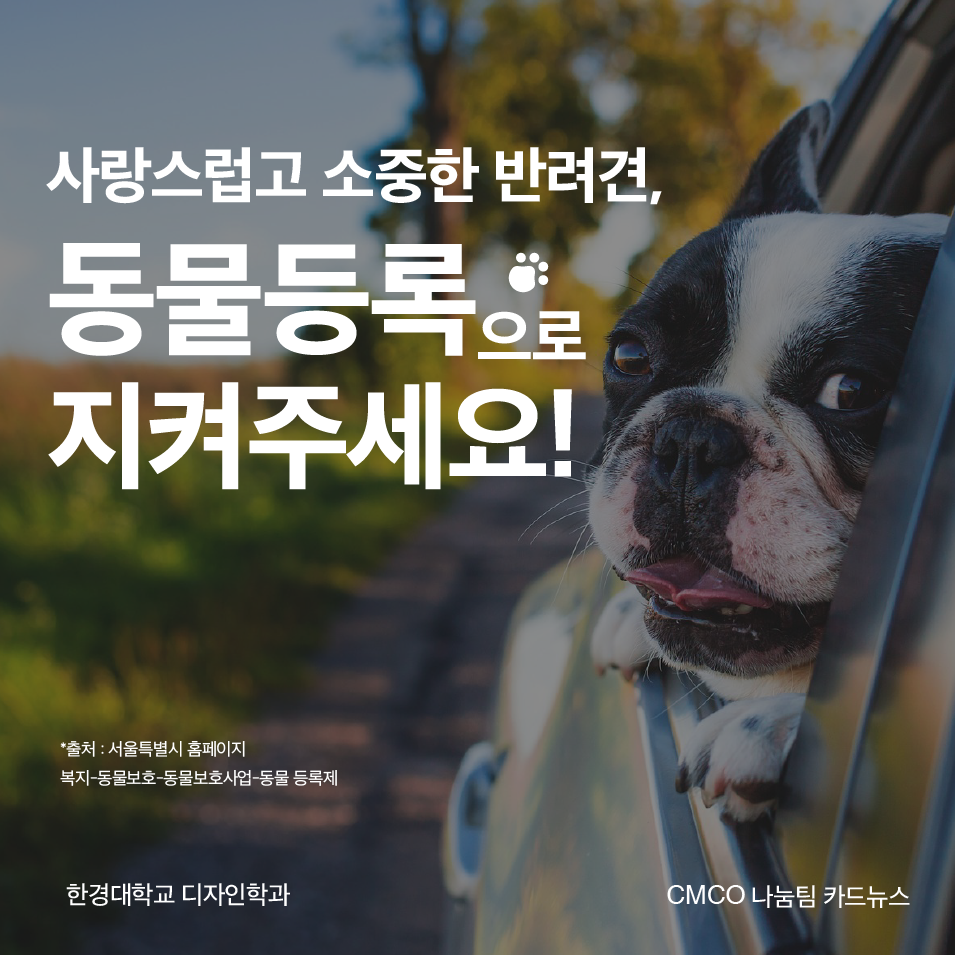 사랑스럽고 소중한 반려견,
동물등록으로
지켜주세요!
*출처 : 서울특별시 홈페이지
복지-동물보호-동물보호사업-동물 등록제
한경대학교 디자인학과
CMCO 나눔팀 카드뉴스